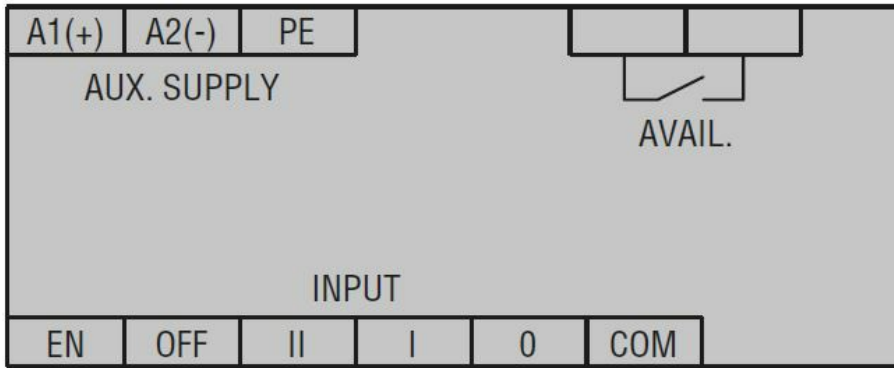 A1(+) A2(-) PE
AUX. SUPPLY
AVAIL.
INPUT
EN OFF II I 0 COM